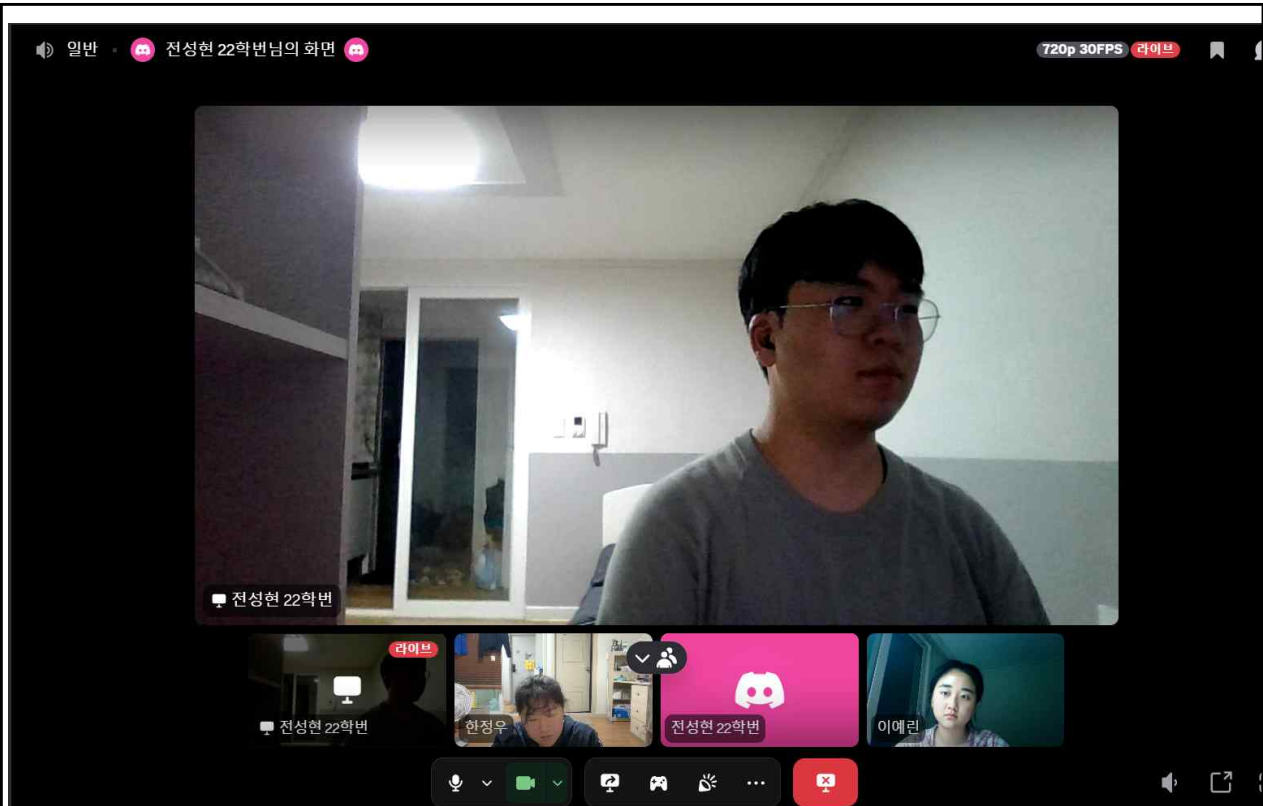 일반
전성현 22학번님의 화면
720p 30FPS 라이브
전성현 22학번
라이브
전성현 22학번
한정우
전성현 22학번
이예린